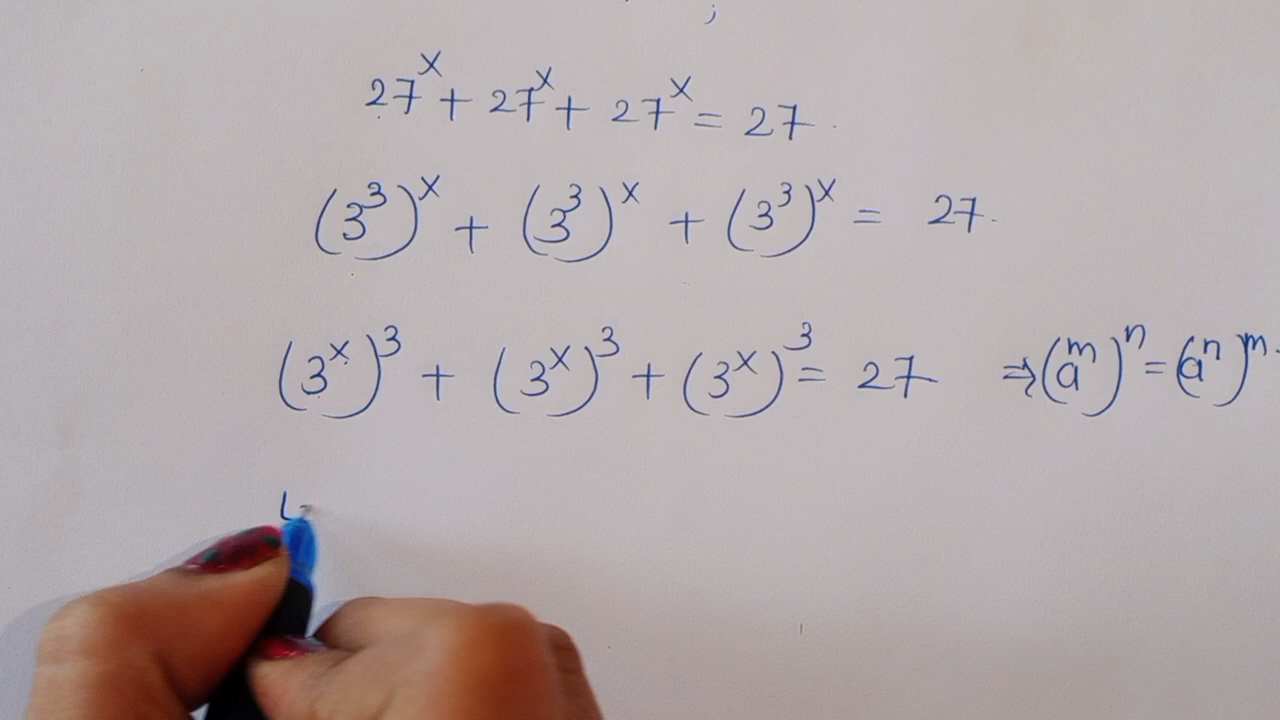 ;
27^x + 27^x + 27^x = 27.
(3^3)^x + (3^3)^x + (3^3)^x = 27.
(3^x)^3 + (3^x)^3 + (3^x)^3 = 27 ⇒ (a^m)^n = (a^n)^m.